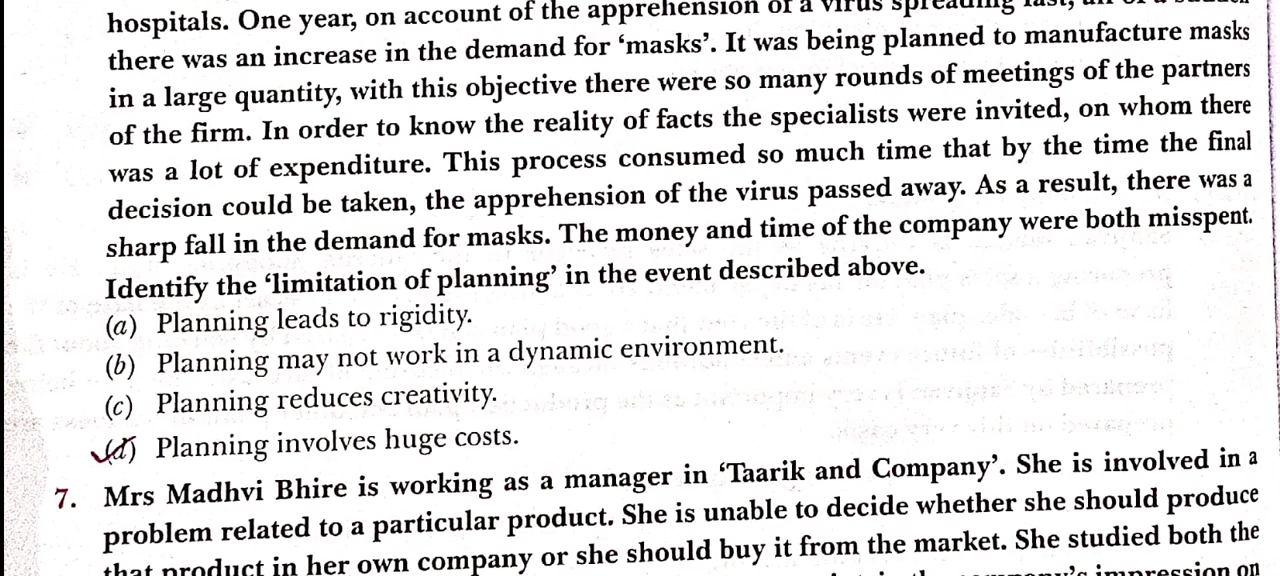 hospitals. One year, on account of the apprehension of a virus spreading fast, all of a
there was an increase in the demand for ‘masks’. It was being planned to manufacture masks
in a large quantity, with this objective there were so many rounds of meetings of the partners
of the firm. In order to know the reality of facts the specialists were invited, on whom there
was a lot of expenditure. This process consumed so much time that by the time the final
decision could be taken, the apprehension of the virus passed away. As a result, there was a
sharp fall in the demand for masks. The money and time of the company were both misspent.
Identify the ‘limitation of planning’ in the event described above.
(a) Planning leads to rigidity.
(b) Planning may not work in a dynamic environment.
(c) Planning reduces creativity.
(d) Planning involves huge costs.
7. Mrs Madhvi Bhire is working as a manager in ‘Taarik and Company’. She is involved in a
problem related to a particular product. She is unable to decide whether she should produce
that product in her own company or she should buy it from the market. She studied both the
company’s impression on